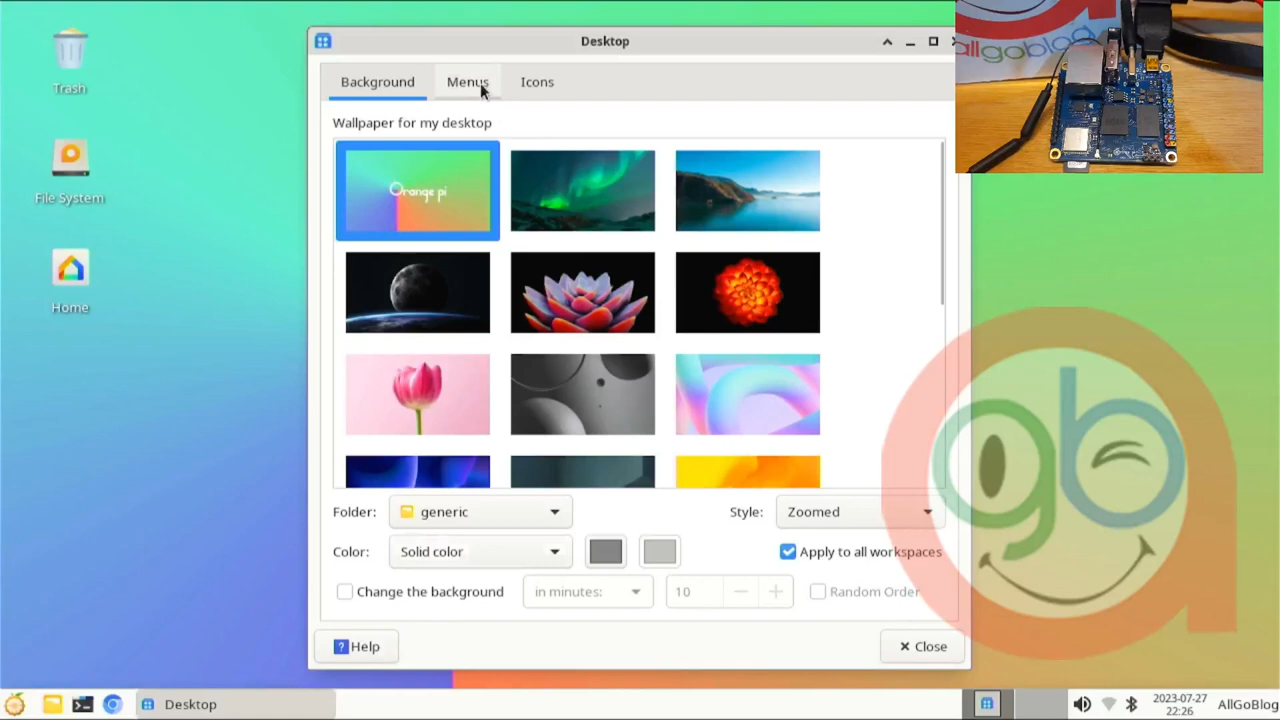 Desktop
allgoblog
Trash
Background
Menus
Icons
Wallpaper for my desktop
Orange pi
File System
Home
gb
Folder:
generic
Style:
Zoomed
Color:
Solid color
Apply to all workspaces
Change the background
in minutes:
10
Random Order
? Help
Close
Desktop
2023-07-27
22:26
AllGoBlog